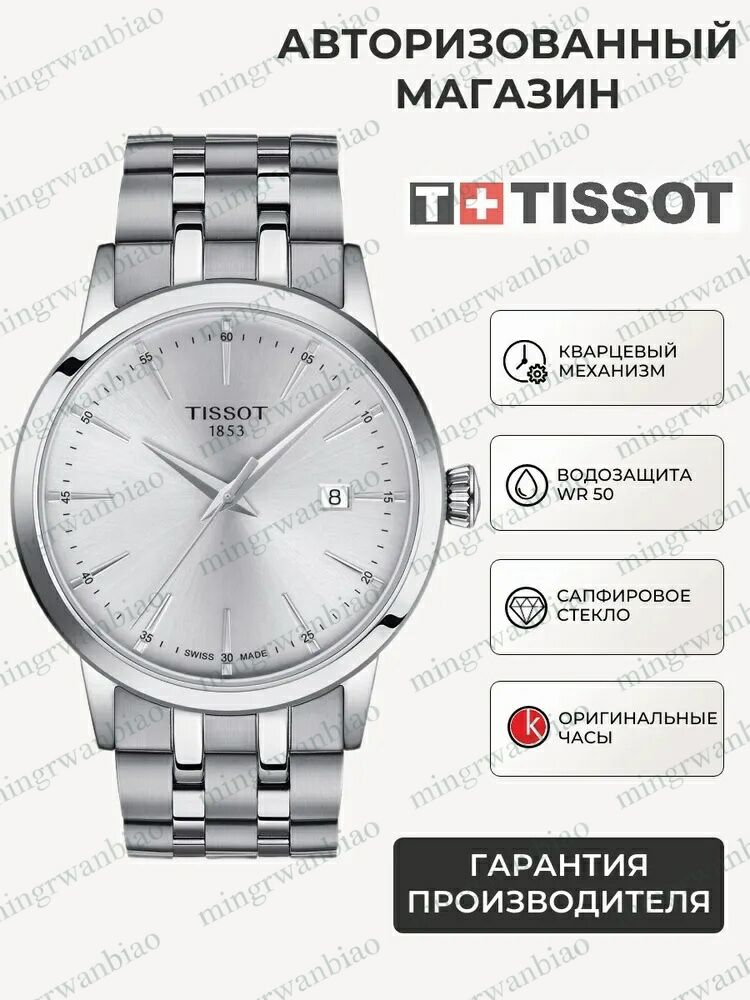 АВТОРИЗОВАННЫЙ
МАГАЗИН
T+TISSOT
60
05
10
15
20
25
30
35
40
45
50
55
TISSOT
1853
8
SWISS
MADE
КВАРЦЕВЫЙ
МЕХАНИЗМ
ВОДОЗАЩИТА
WR 50
САПФИРОВОЕ
СТЕКЛО
k
ОРИГИНАЛЬНЫЕ
ЧАСЫ
ГАРАНТИЯ
ПРОИЗВОДИТЕЛЯ
mingrwanbiao